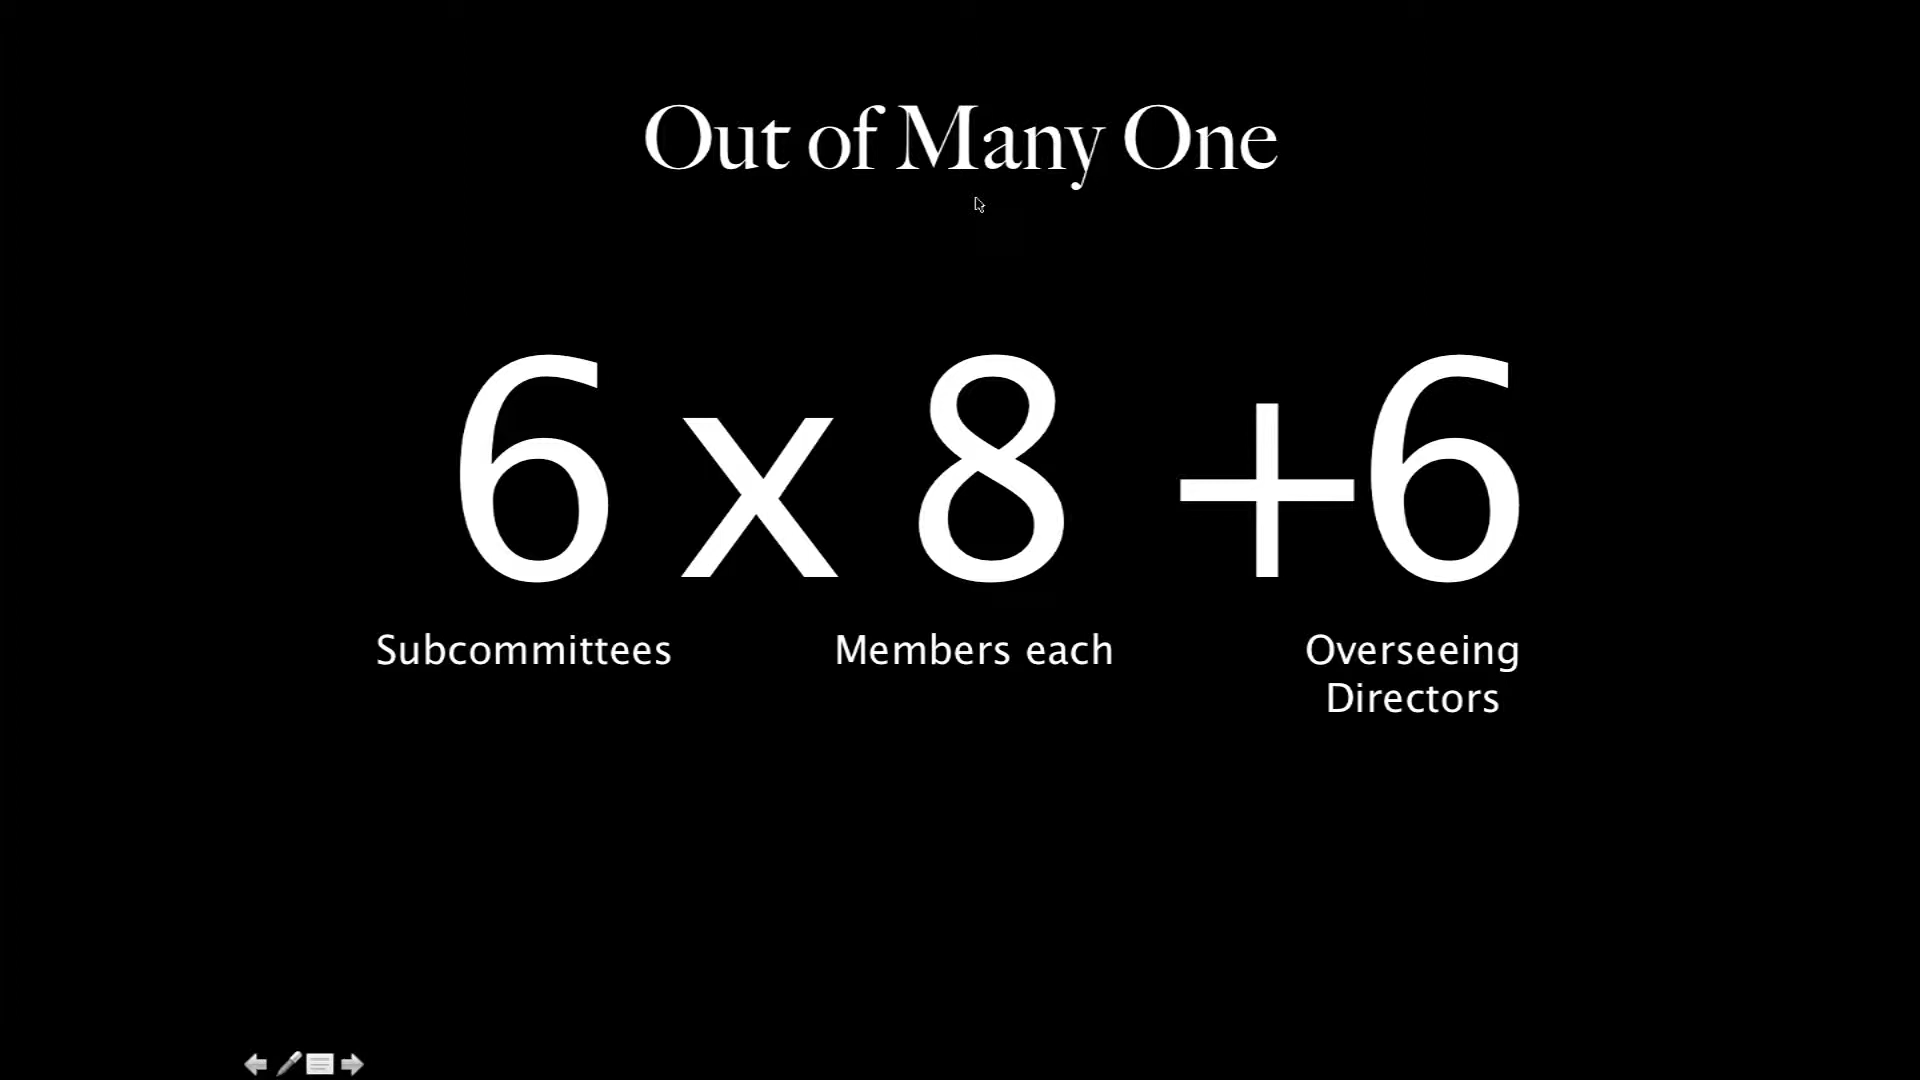 Out of Many One
6 x 8 +6
Subcommittees
Members each
Overseeing
Directors